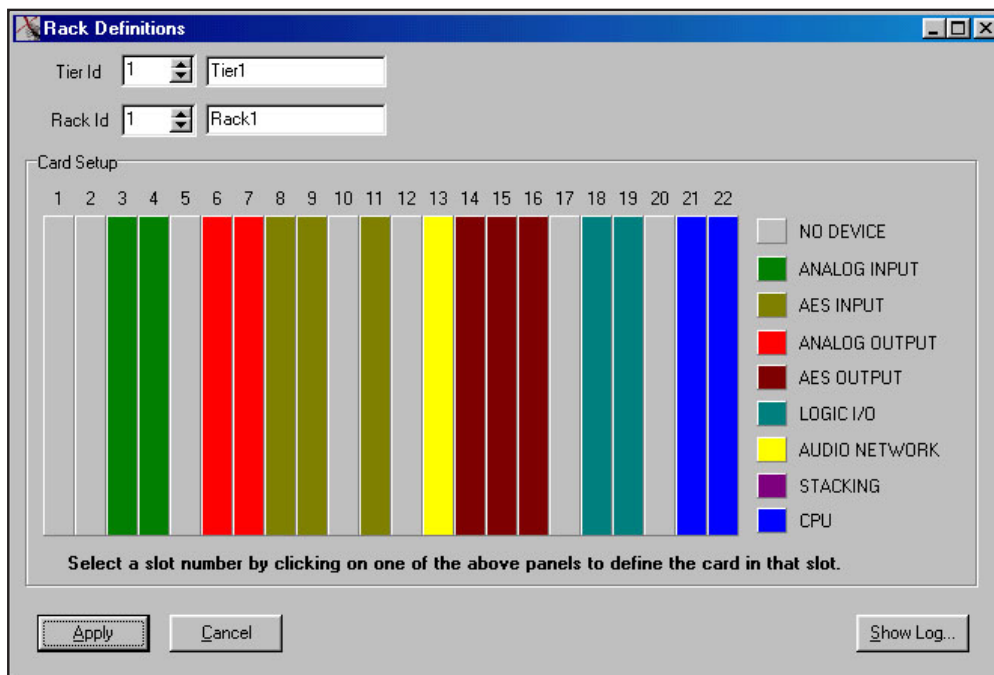 Rack Definitions
Tier Id 1 Tier1
Rack Id 1 Rack1
Card Setup
1 2 3 4 5 6 7 8 9 10 11 12 13 14 15 16 17 18 19 20 21 22
NO DEVICE
ANALOG INPUT
AES INPUT
ANALOG OUTPUT
AES OUTPUT
LOGIC I/O
AUDIO NETWORK
STACKING
CPU
Select a slot number by clicking on one of the above panels to define the card in that slot.
Apply Cancel Show Log...